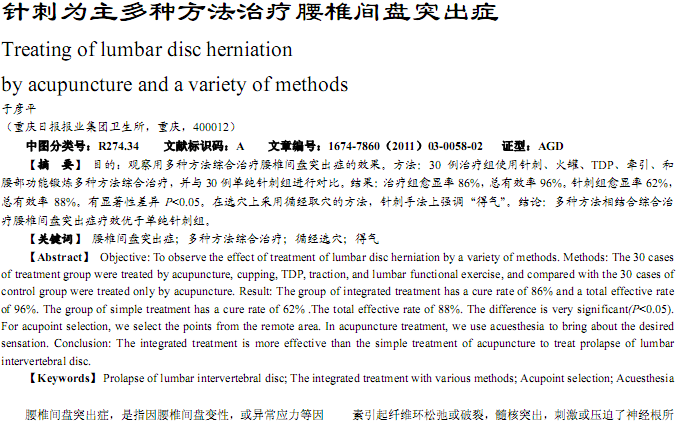 针刺为主多种方法治疗腰椎间盘突出症
Treating of lumbar disc herniation
by acupuncture and a variety of methods
于彦平
（重庆日报报业集团卫生所，重庆，400012）
中图分类号：R274.34 文献标识码：A 文章编号：1674-7860（2011）03-0058-02 证型：AGD
【摘 要】 目的：观察用多种方法综合治疗腰椎间盘突出症的效果。方法：30 例治疗组使用针刺、火罐、TDP、牵引、和
腰部功能锻炼多种方法综合治疗，并与 30 例单纯针刺组进行对比。结果：治疗组愈显率 86%，总有效率 96%。针刺组愈显率 62%，
总有效率 88%。有显著性差异 P<0.05。在选穴上采用循经取穴的方法，针刺手法上强调“得气”。结论：多种方法相结合综合治
疗腰椎间盘突出症疗效优于单纯针刺组。
【关键词】 腰椎间盘突出症；多种方法综合治疗；循经选穴；得气
【Abstract】 Objective: To observe the effect of treatment of lumbar disc herniation by a variety of methods. Methods: The 30 cases
of treatment group were treated by acupuncture, cupping, TDP, traction, and lumbar functional exercise, and compared with the 30 cases of
control group were treated only by acupuncture. Result: The group of integrated treatment has a cure rate of 86% and a total effective rate
of 96%. The group of simple treatment has a cure rate of 62% .The total effective rate of 88%. The difference is very significant(P<0.05).
For acupoint selection, we select the points from the remote area. In acupuncture treatment, we use acuesthesia to bring about the desired
sensation. Conclusion: The integrated treatment is more effective than the simple treatment of acupuncture to treat prolapse of lumbar
intervertebral disc.
【Keywords】 Prolapse of lumbar intervertebral disc; The integrated treatment with various methods; Acupoint selection; Acuesthesia
腰椎间盘突出症，是指因腰椎间盘变性，或异常应力等因
素引起纤维环松弛或破裂，髓核突出，刺激或压迫了神经根所